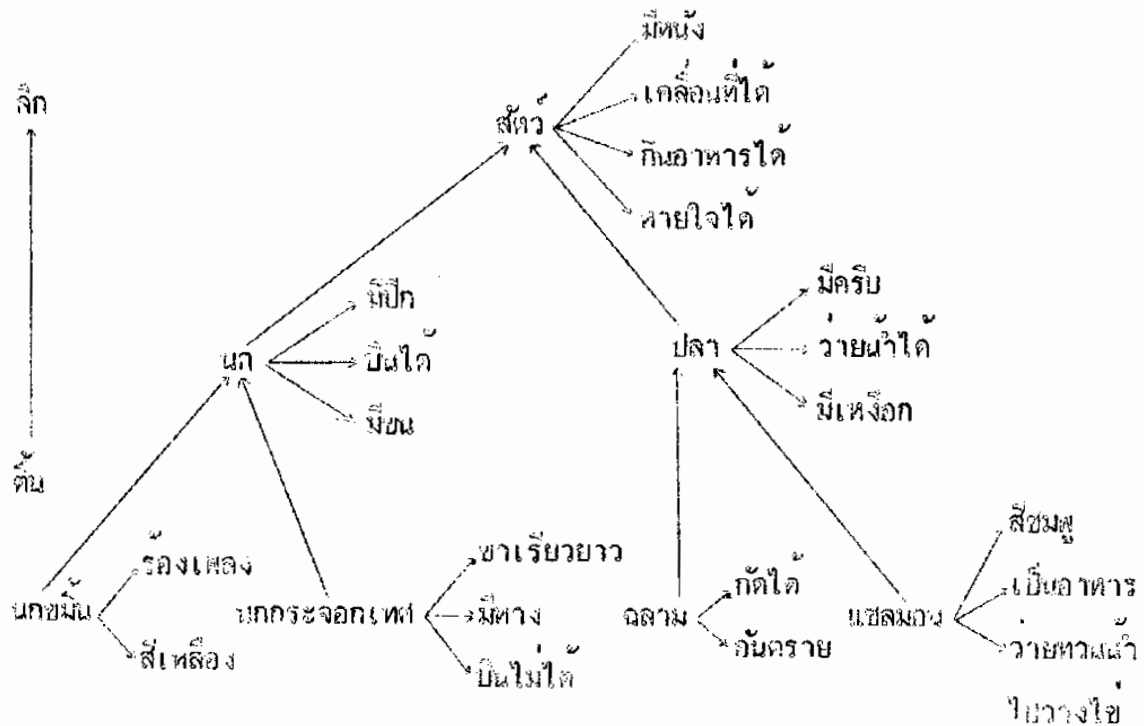 มีหนัง
ลึก
เคลื่อนที่ได้
สัตว์
กินอาหารได้
หายใจได้
มีปีก
มีครีบ
นก
บินได้
ปลา
ว่ายน้ำได้
มีขน
มีเหงือก
ตื้น
ร้องเพลง
ขาเรียวยาว
สีชมพู
กัดได้
เป็นอาหาร
นกขมิ้น
นกกระจอกเทศ
มีหาง
ฉลาม
แซลมอน
สีเหลือง
อันตราย
ว่ายทวนน้ำ
บินไม่ได้
ไปวางไข่